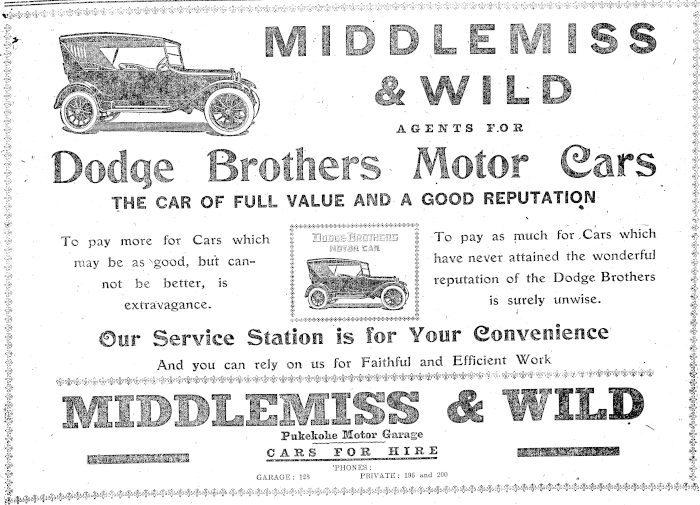 MIDDLEMISS
& WILD
AGENTS FOR
Dodge Brothers Motor Cars
THE CAR OF FULL VALUE AND A GOOD REPUTATION
To pay more for Cars which
may be as good, but can-
not be better, is
extravagance.
DODGE BROTHERS
MOTOR CAR
To pay as much for Cars which
have never attained the wonderful
reputation of the Dodge Brothers
is surely unwise.
Our Service Station is for Your Convenience
And you can rely on us for Faithful and Efficient Work
MIDDLEMISS & WILD
Pukekohe Motor Garage
CARS FOR HIRE
'PHONES:
GARAGE: 128 PRIVATE: 196 and 200